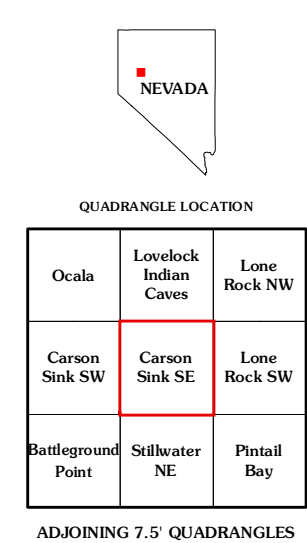 NEVADA
QUADRANGLE LOCATION
Ocala
Lovelock
Indian
Caves
Lone
Rock NW
Carson
Sink SW
Carson
Sink SE
Lone
Rock SW
Battleground
Point
Stillwater
NE
Pintail
Bay
ADJOINING 7.5' QUADRANGLES